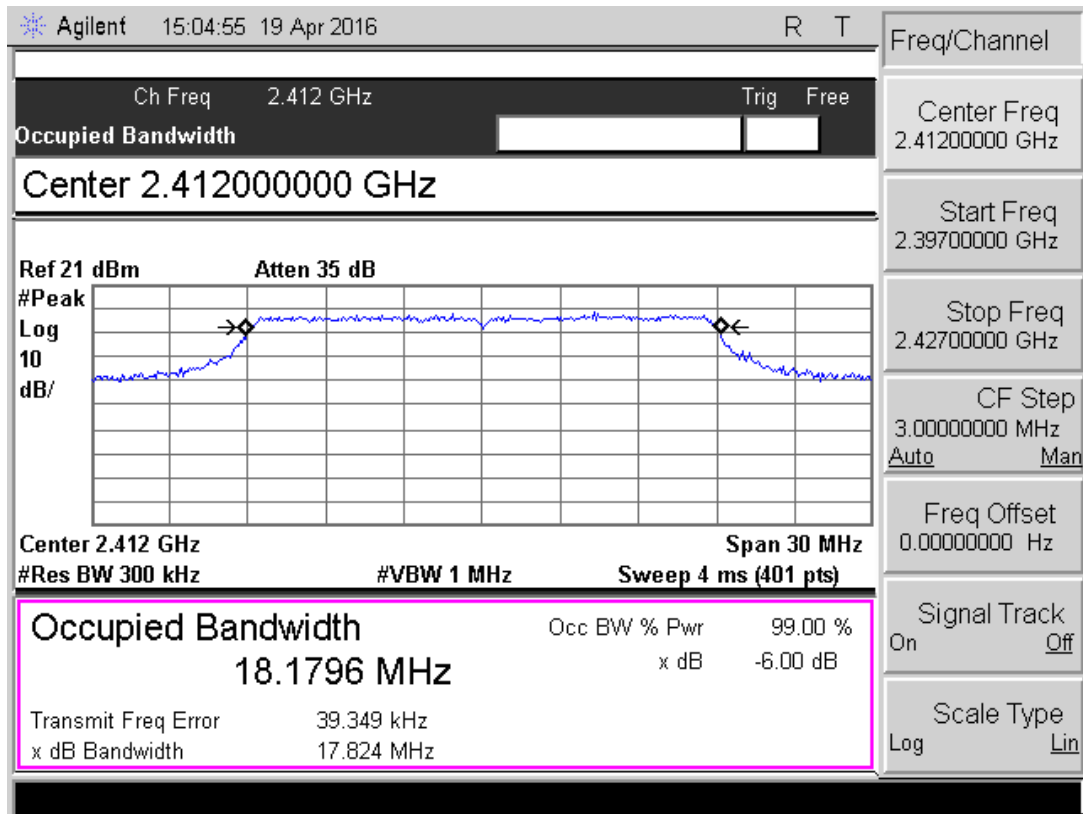 Agilent 15:04:55 19 Apr 2016 R T
Ch Freq 2.412 GHz Trig Free
Occupied Bandwidth
Center 2.412000000 GHz
Ref 21 dBm Atten 35 dB
#Peak
Log
10
dB/
Center 2.412 GHz Span 30 MHz
#Res BW 300 kHz #VBW 1 MHz Sweep 4 ms (401 pts)
Occupied Bandwidth Occ BW % Pwr 99.00 %
18.1796 MHz x dB -6.00 dB
Transmit Freq Error 39.349 kHz
x dB Bandwidth 17.824 MHz
Freq/Channel
Center Freq
2.41200000 GHz
Start Freq
2.39700000 GHz
Stop Freq
2.42700000 GHz
CF Step
3.00000000 MHz
Auto Man
Freq Offset
0.00000000 Hz
Signal Track
On Off
Scale Type
Log Lin